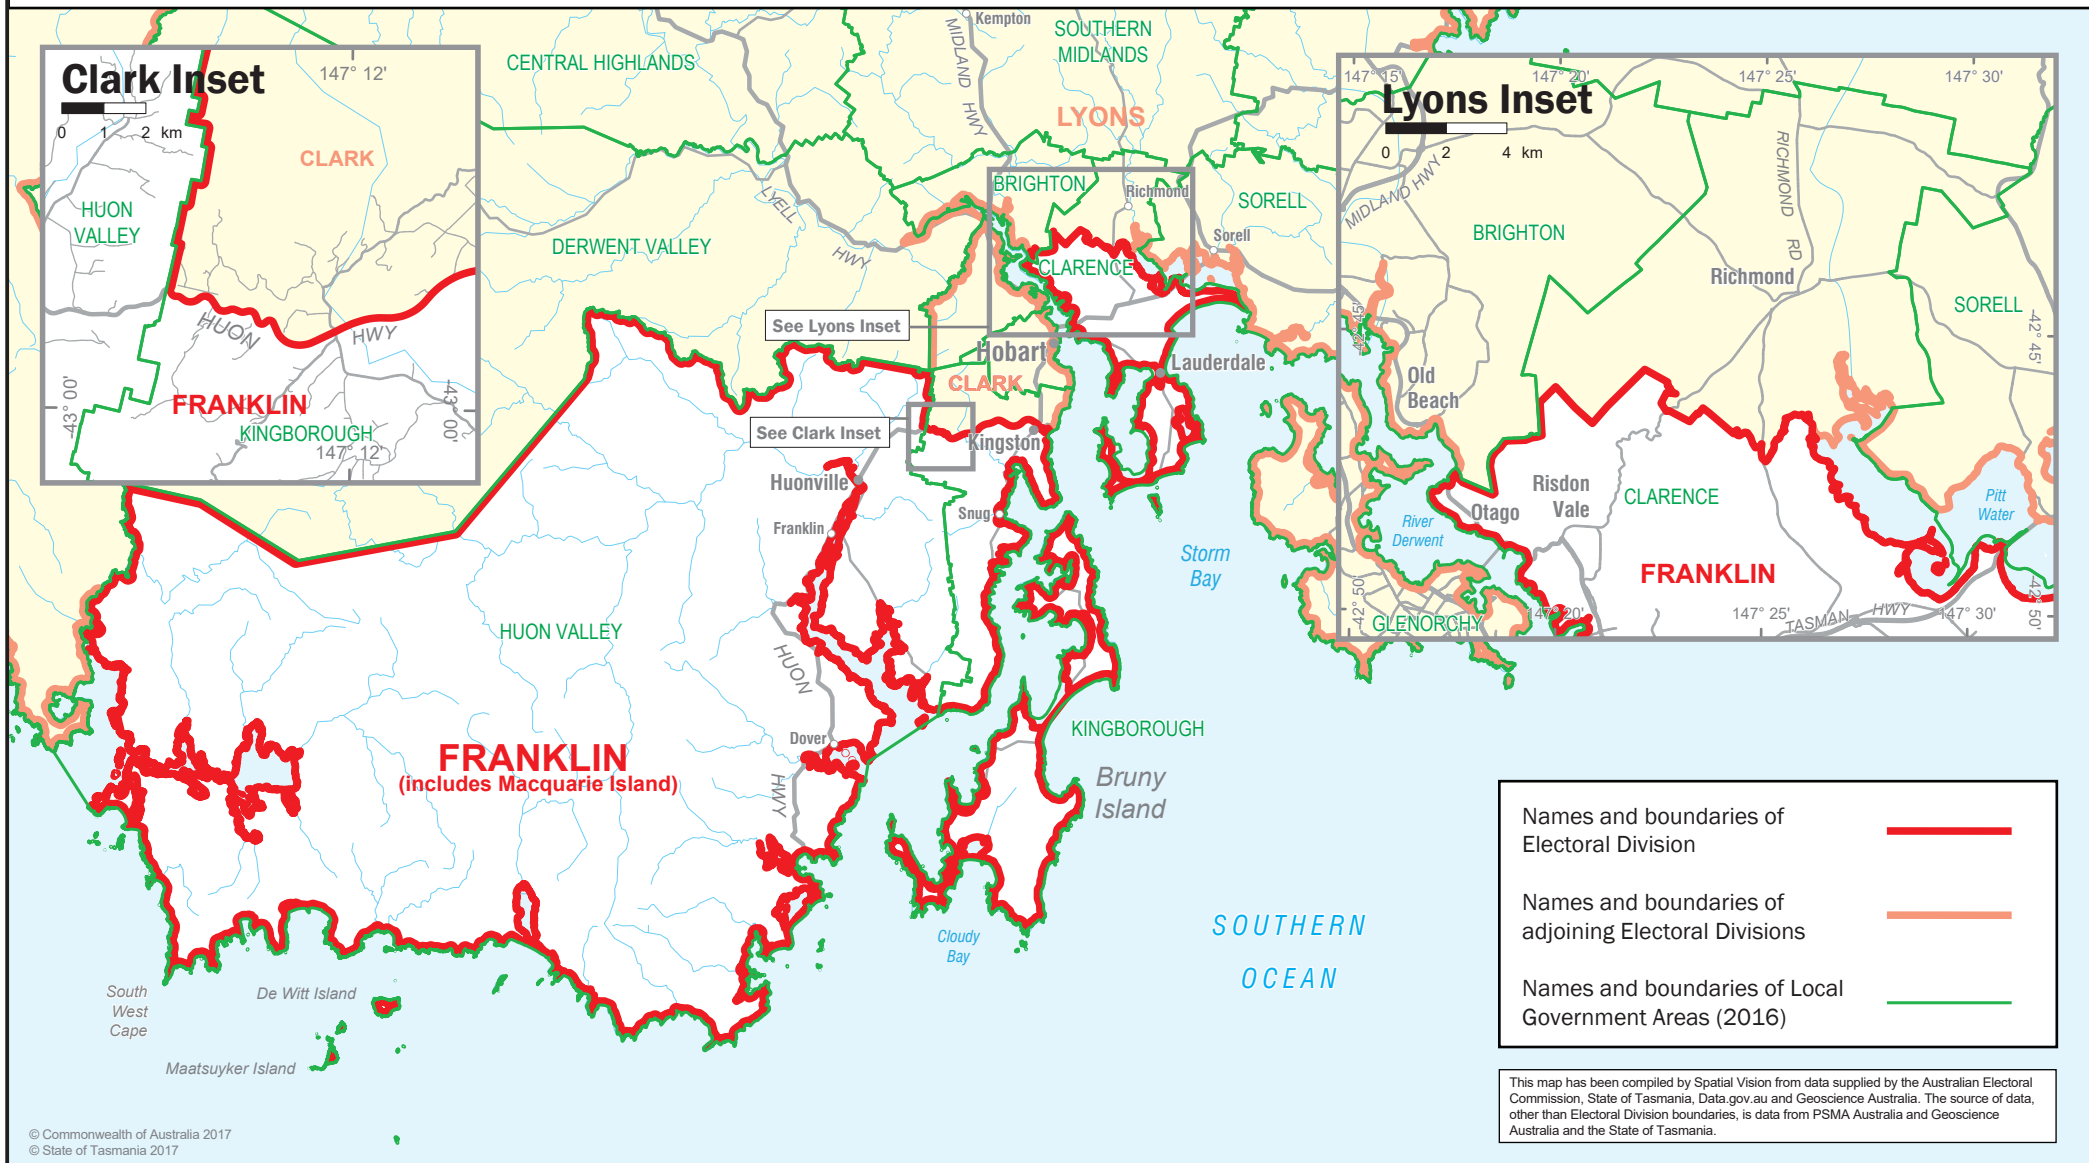 Clark Inset
0 1 2 km
147° 12'
CLARK
HUON
VALLEY
HUON
HWY
FRANKLIN
KINGBOROUGH
147° 12'
43° 00'
43° 00'
CENTRAL HIGHLANDS
Kempton
MIDLAND HWY
SOUTHERN
MIDLANDS
LYONS
BRIGHTON
Richmond
SORELL
Sorell
LYELL
HWY
DERWENT VALLEY
CLARENCE
See Lyons Inset
Hobart
Lauderdale
CLARK
See Clark Inset
Kingston
Huonville
Franklin
Snug
Storm
Bay
HUON VALLEY
HUON
HWY
Dover
KINGBOROUGH
Bruny
Island
FRANKLIN
(includes Macquarie Island)
Cloudy
Bay
SOUTHERN
OCEAN
South
West
Cape
De Witt Island
Maatsuyker Island
Lyons Inset
0 2 4 km
147° 15'
147° 20'
147° 25'
147° 30'
MIDLAND HWY
RICHMOND
RD
BRIGHTON
Richmond
SORELL
-42° 45'
-42° 45'
Old
Beach
Risdon
Vale
CLARENCE
Otago
River
Derwent
Pitt
Water
FRANKLIN
-42° 50'
-42° 50'
GLENORCHY
147° 20'
147° 25'
147° 30'
TASMAN HWY
Names and boundaries of
Electoral Division
Names and boundaries of
adjoining Electoral Divisions
Names and boundaries of Local
Government Areas (2016)
This map has been compiled by Spatial Vision from data supplied by the Australian Electoral
Commission, State of Tasmania, Data.gov.au and Geoscience Australia. The source of data,
other than Electoral Division boundaries, is data from PSMA Australia and Geoscience
Australia and the State of Tasmania.
© Commonwealth of Australia 2017
© State of Tasmania 2017